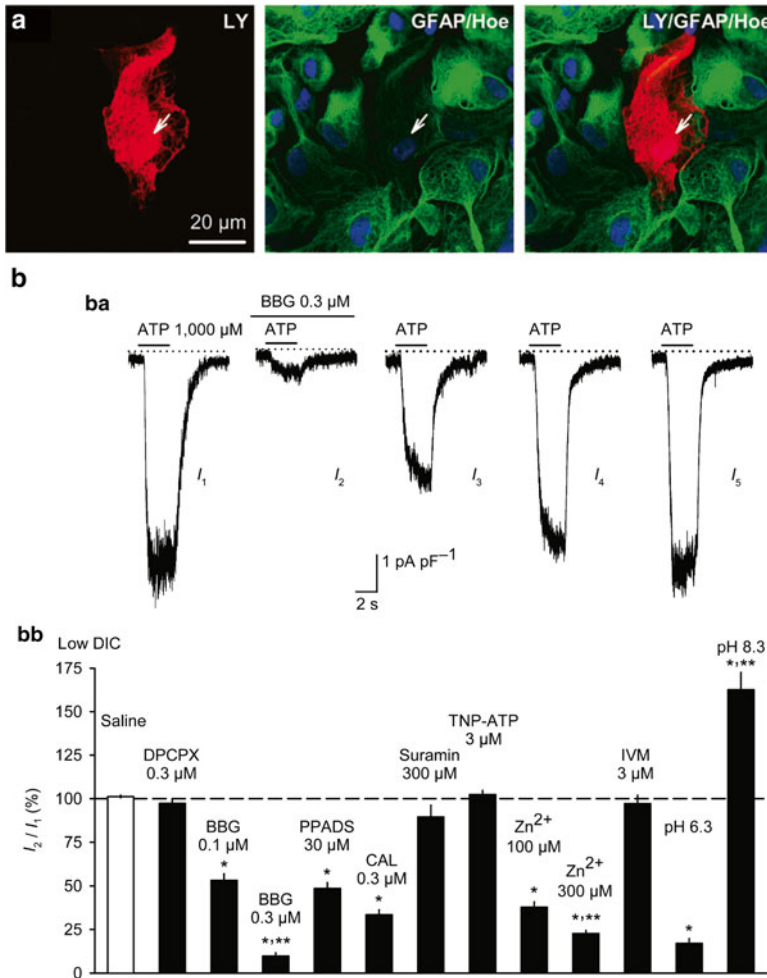 a
LY
GFAP/Hoe
LY/GFAP/Hoe
20 µm
b
ba
BBG 0.3 µM
ATP 1,000 µM
ATP
ATP
ATP
ATP
I1
I2
I3
I4
I5
1 pA pF⁻¹
2 s
bb
Low DIC
pH 8.3
*,**
175
150
125
100
75
50
25
0
I2 / I1 (%)
Saline
DPCPX
0.3 µM
BBG
0.1 µM
*
BBG
0.3 µM
*,**
PPADS
30 µM
*
CAL
0.3 µM
*
Suramin
300 µM
TNP-ATP
3 µM
Zn2+
100 µM
*
Zn2+
300 µM
*,**
IVM
3 µM
pH 6.3
*